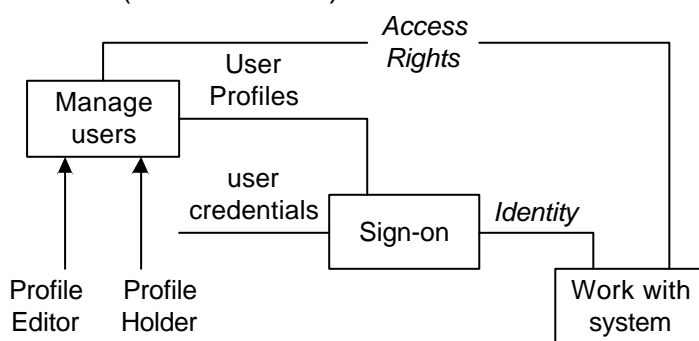 Access
Rights
User
Profiles
Manage
users
user
credentials
Sign-on
Identity
Profile
Editor
Profile
Holder
Work with
system